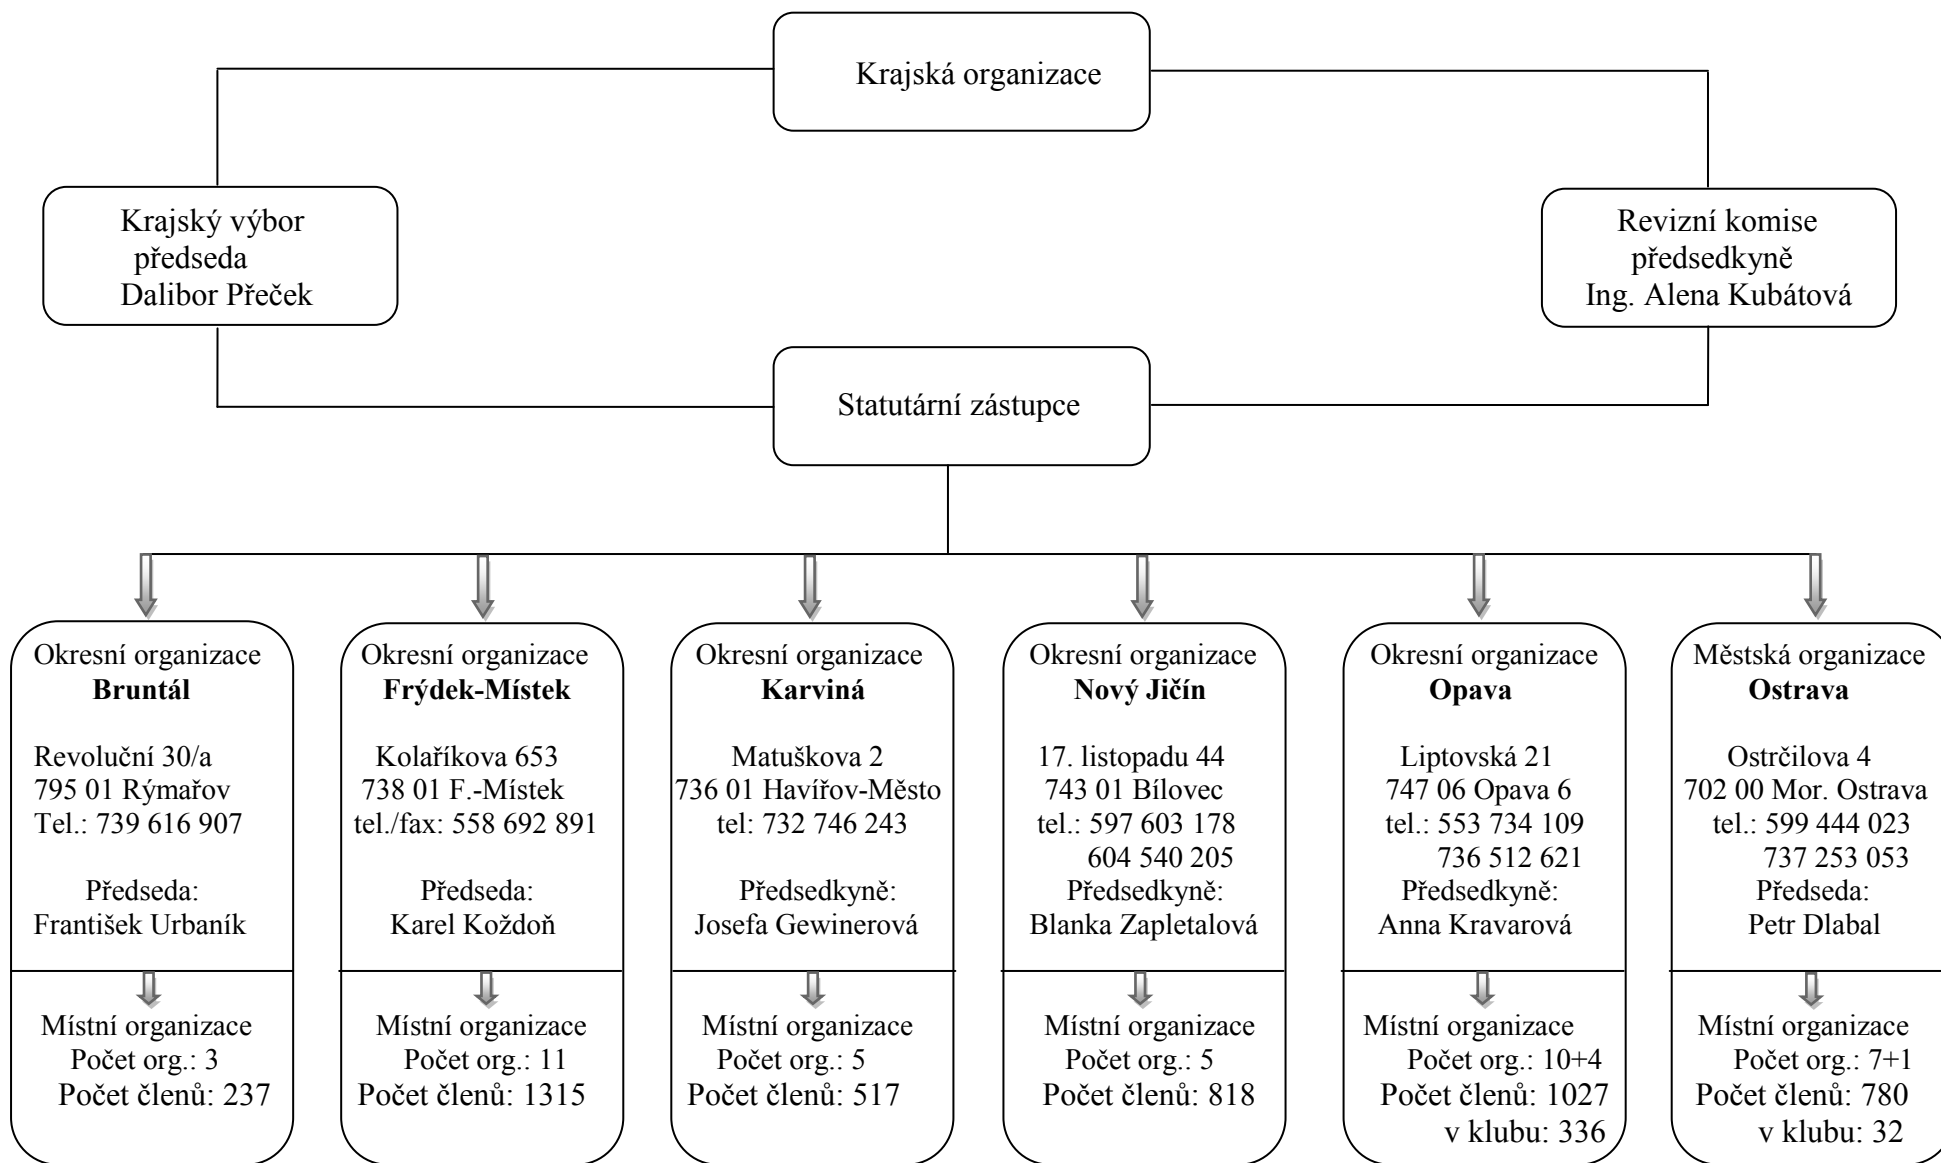 Krajská organizace
Krajský výbor
předseda
Dalibor Přeček
Revizní komise
předsedkyně
Ing. Alena Kubátová
Statutární zástupce
Okresní organizace
Bruntál
Revoluční 30/a
795 01 Rýmařov
Tel.: 739 616 907
Předseda:
František Urbaník
Místní organizace
Počet org.: 3
Počet členů: 237
Okresní organizace
Frýdek-Místek
Kolaříkova 653
738 01 F.-Místek
tel./fax: 558 692 891
Předseda:
Karel Koždoň
Místní organizace
Počet org.: 11
Počet členů: 1315
Okresní organizace
Karviná
Matuškova 2
736 01 Havířov-Město
tel: 732 746 243
Předsedkyně:
Josefa Gewinerová
Místní organizace
Počet org.: 5
Počet členů: 517
Okresní organizace
Nový Jičín
17. listopadu 44
743 01 Bílovec
tel.: 597 603 178
604 540 205
Předsedkyně:
Blanka Zapletalová
Místní organizace
Počet org.: 5
Počet členů: 818
Okresní organizace
Opava
Liptovská 21
747 06 Opava 6
tel.: 553 734 109
736 512 621
Předsedkyně:
Anna Kravarová
Místní organizace
Počet org.: 10+4
Počet členů: 1027
v klubu: 336
Městská organizace
Ostrava
Ostrčilova 4
702 00 Mor. Ostrava
tel.: 599 444 023
737 253 053
Předseda:
Petr Dlabal
Místní organizace
Počet org.: 7+1
Počet členů: 780
v klubu: 32